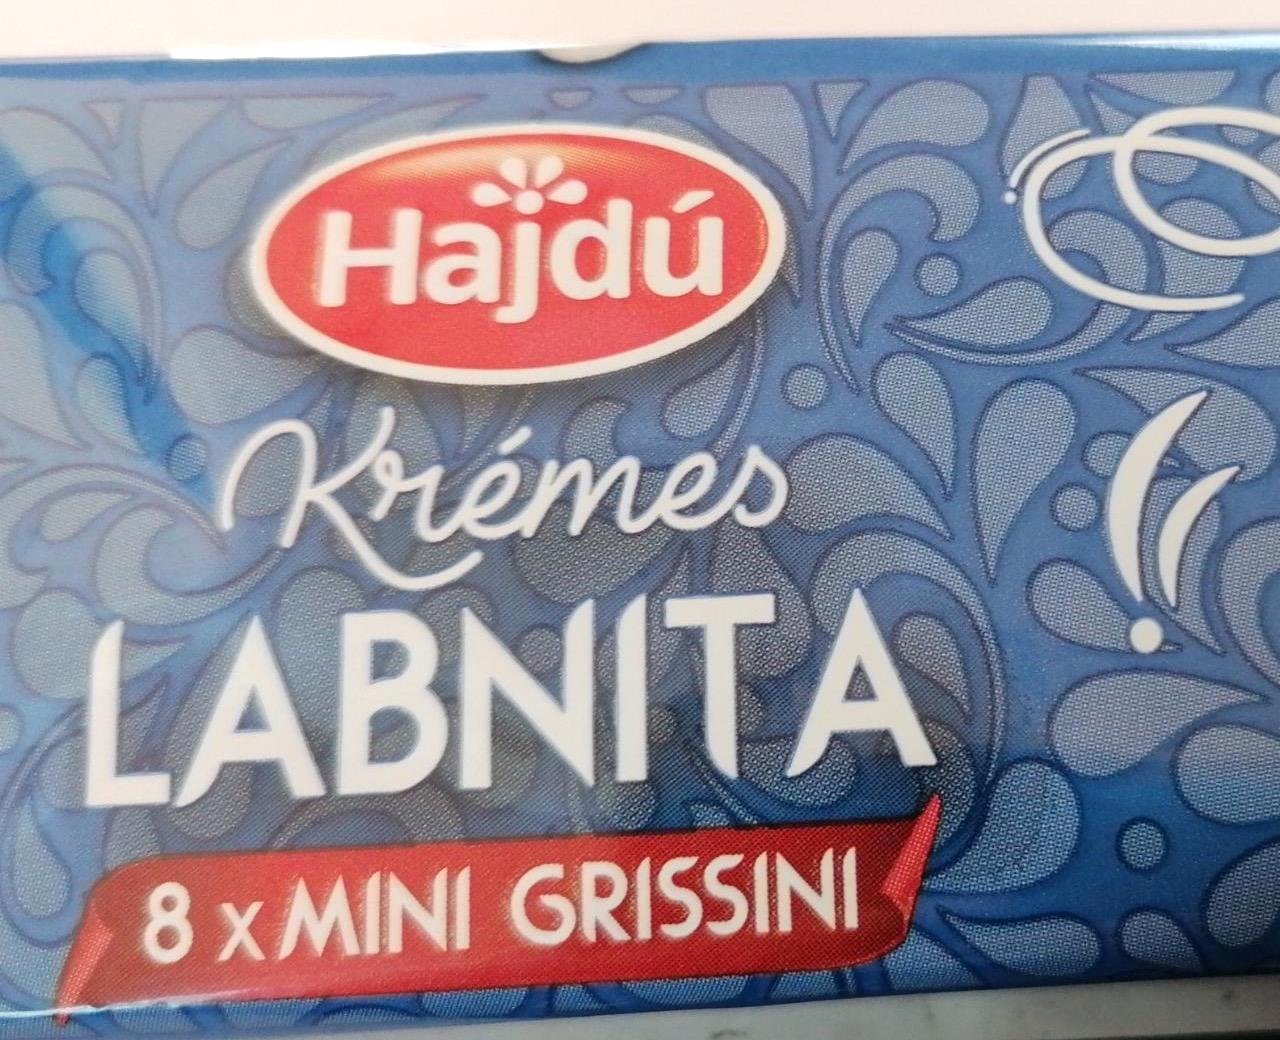 Hajdú
Krémes
LABNITA
8 x MINI GRISSINI